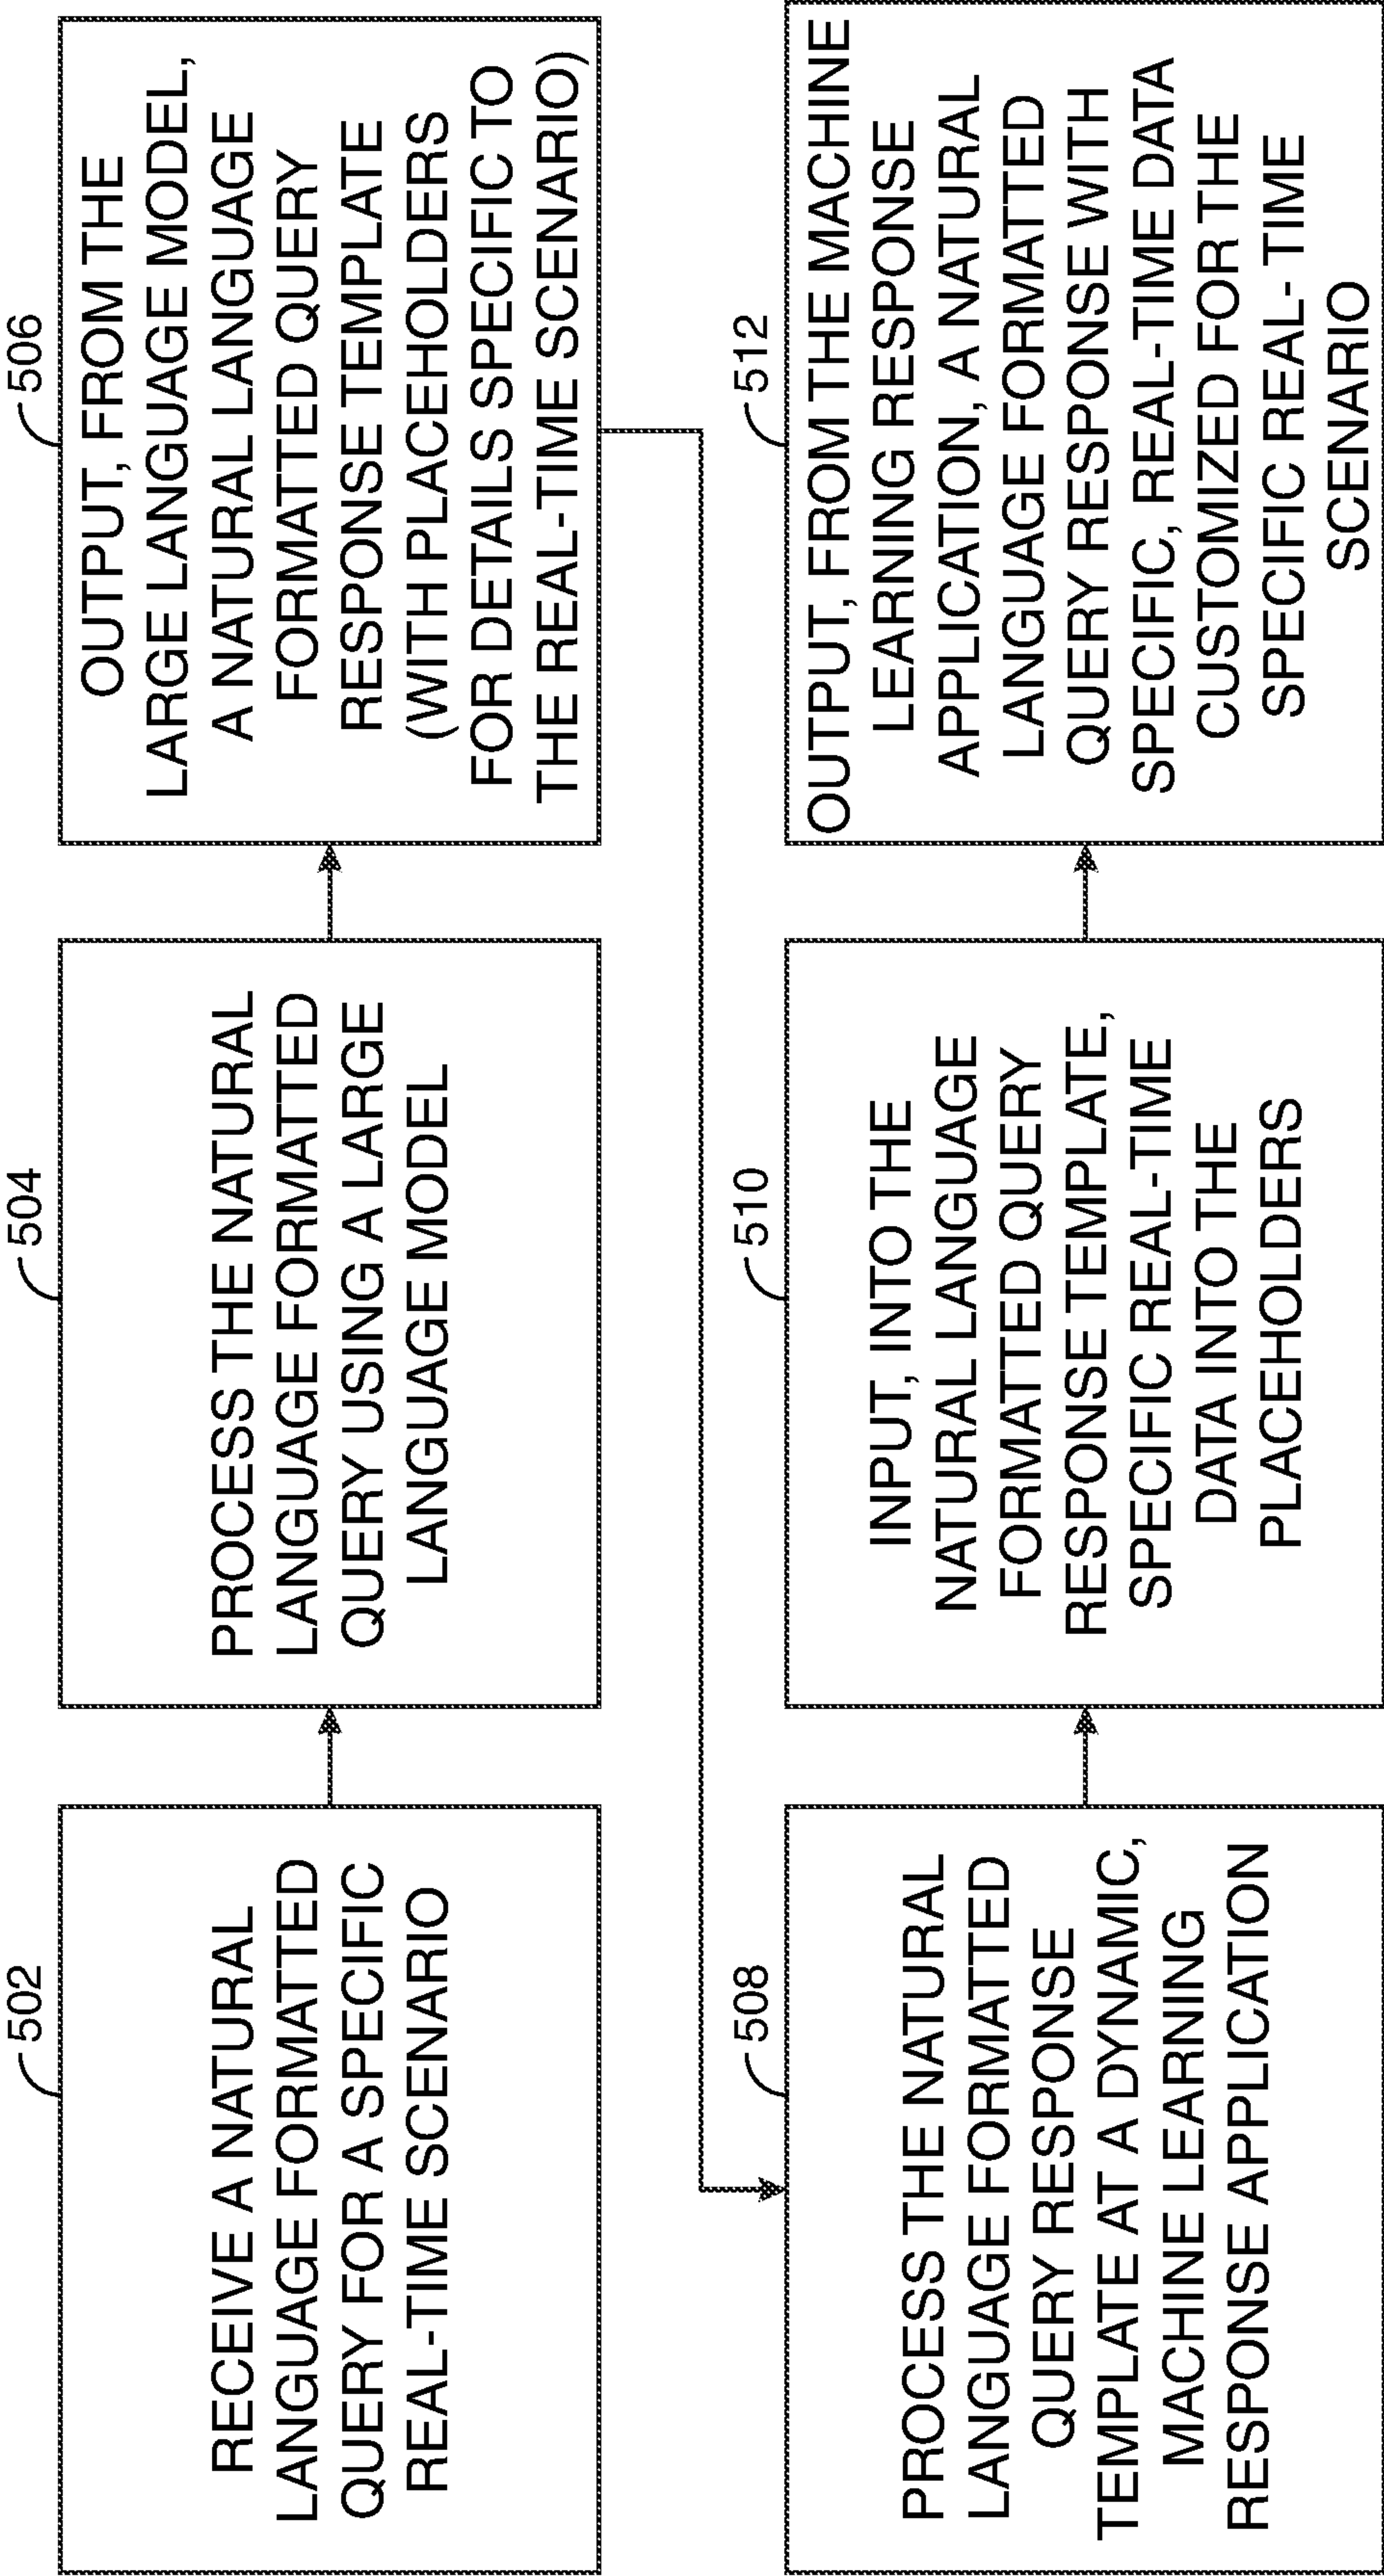 502
RECEIVE A NATURAL
LANGUAGE FORMATTED
QUERY FOR A SPECIFIC
REAL-TIME SCENARIO
504
PROCESS THE NATURAL
LANGUAGE FORMATTED
QUERY USING A LARGE
LANGUAGE MODEL
506
OUTPUT, FROM THE
LARGE LANGUAGE MODEL,
A NATURAL LANGUAGE
FORMATTED QUERY
RESPONSE TEMPLATE
(WITH PLACEHOLDERS
FOR DETAILS SPECIFIC TO
THE REAL-TIME SCENARIO)
508
PROCESS THE NATURAL
LANGUAGE FORMATTED
QUERY RESPONSE
TEMPLATE AT A DYNAMIC,
MACHINE LEARNING
RESPONSE APPLICATION
510
INPUT, INTO THE
NATURAL LANGUAGE
FORMATTED QUERY
RESPONSE TEMPLATE,
SPECIFIC REAL-TIME
DATA INTO THE
PLACEHOLDERS
512
OUTPUT, FROM THE MACHINE
LEARNING RESPONSE
APPLICATION, A NATURAL
LANGUAGE FORMATTED
QUERY RESPONSE WITH
SPECIFIC, REAL-TIME DATA
CUSTOMIZED FOR THE
SPECIFIC REAL- TIME
SCENARIO